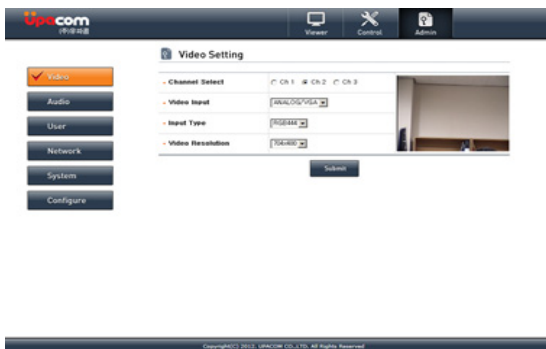 Upacom
(주)유파콤
Viewer
Control
Admin
Video Setting
Video
Audio
User
Network
System
Configure
Channel Select
Ch 1 Ch 2 Ch 3
Video Input
ANALOG/VGA
Input Type
RGB444
Video Resolution
704x480
Submit
Copyright(C) 2012. UPACOM CO.,LTD. All Rights Reserved